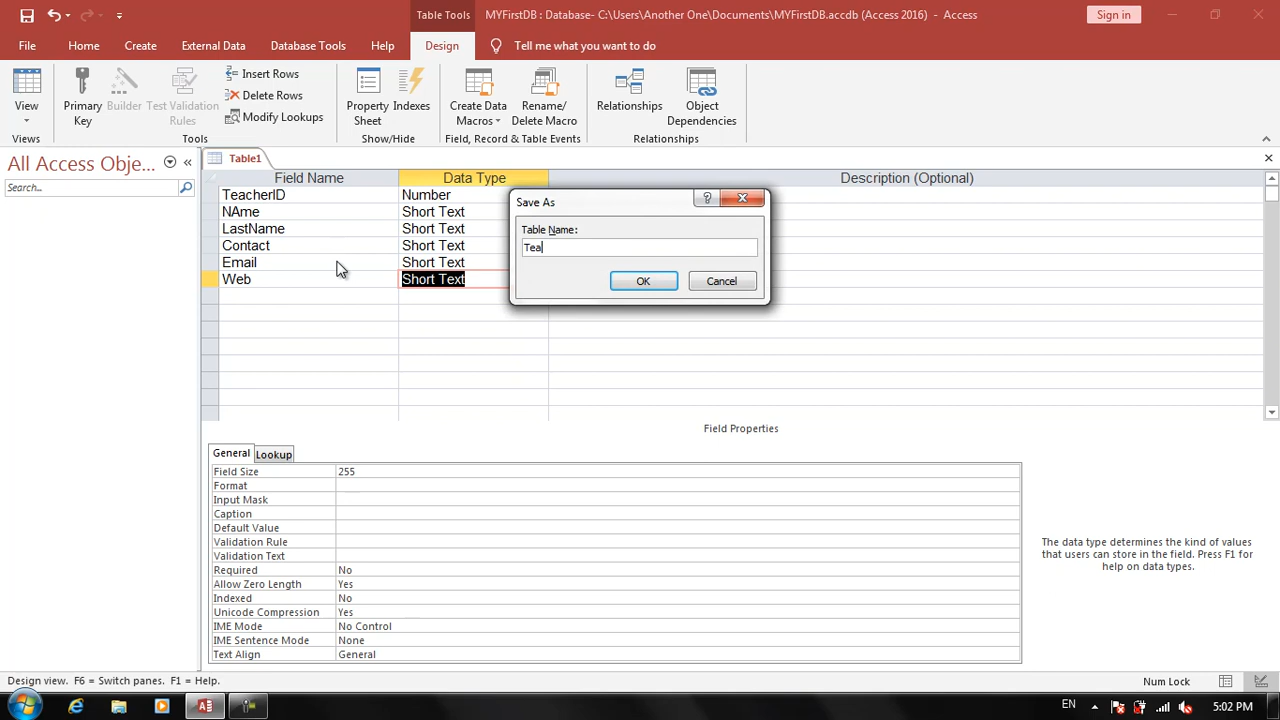 Table Tools
MYFirstDB : Database- C:\Users\Another One\Documents\MYFirstDB.accdb (Access 2016) - Access
Sign in
File
Home
Create
External Data
Database Tools
Help
Design
Tell me what you want to do
View
Primary Key
Builder
Test Validation Rules
Insert Rows
Delete Rows
Modify Lookups
Property Sheet
Indexes
Create Data Macros
Rename/ Delete Macro
Relationships
Object Dependencies
Views
Tools
Show/Hide
Field, Record & Table Events
Relationships
All Access Obje...
Search...
Table1
Field Name
Data Type
Description (Optional)
TeacherID
Number
NAme
Short Text
LastName
Short Text
Contact
Short Text
Email
Short Text
Web
Short Text
Save As
Table Name:
Tea
OK
Cancel
Field Properties
General
Lookup
Field Size
255
Format
Input Mask
Caption
Default Value
Validation Rule
Validation Text
Required
No
Allow Zero Length
Yes
Indexed
No
Unicode Compression
Yes
IME Mode
No Control
IME Sentence Mode
None
Text Align
General
The data type determines the kind of values
that users can store in the field. Press F1 for
help on data types.
Design view. F6 = Switch panes. F1 = Help.
Num Lock
EN
5:02 PM